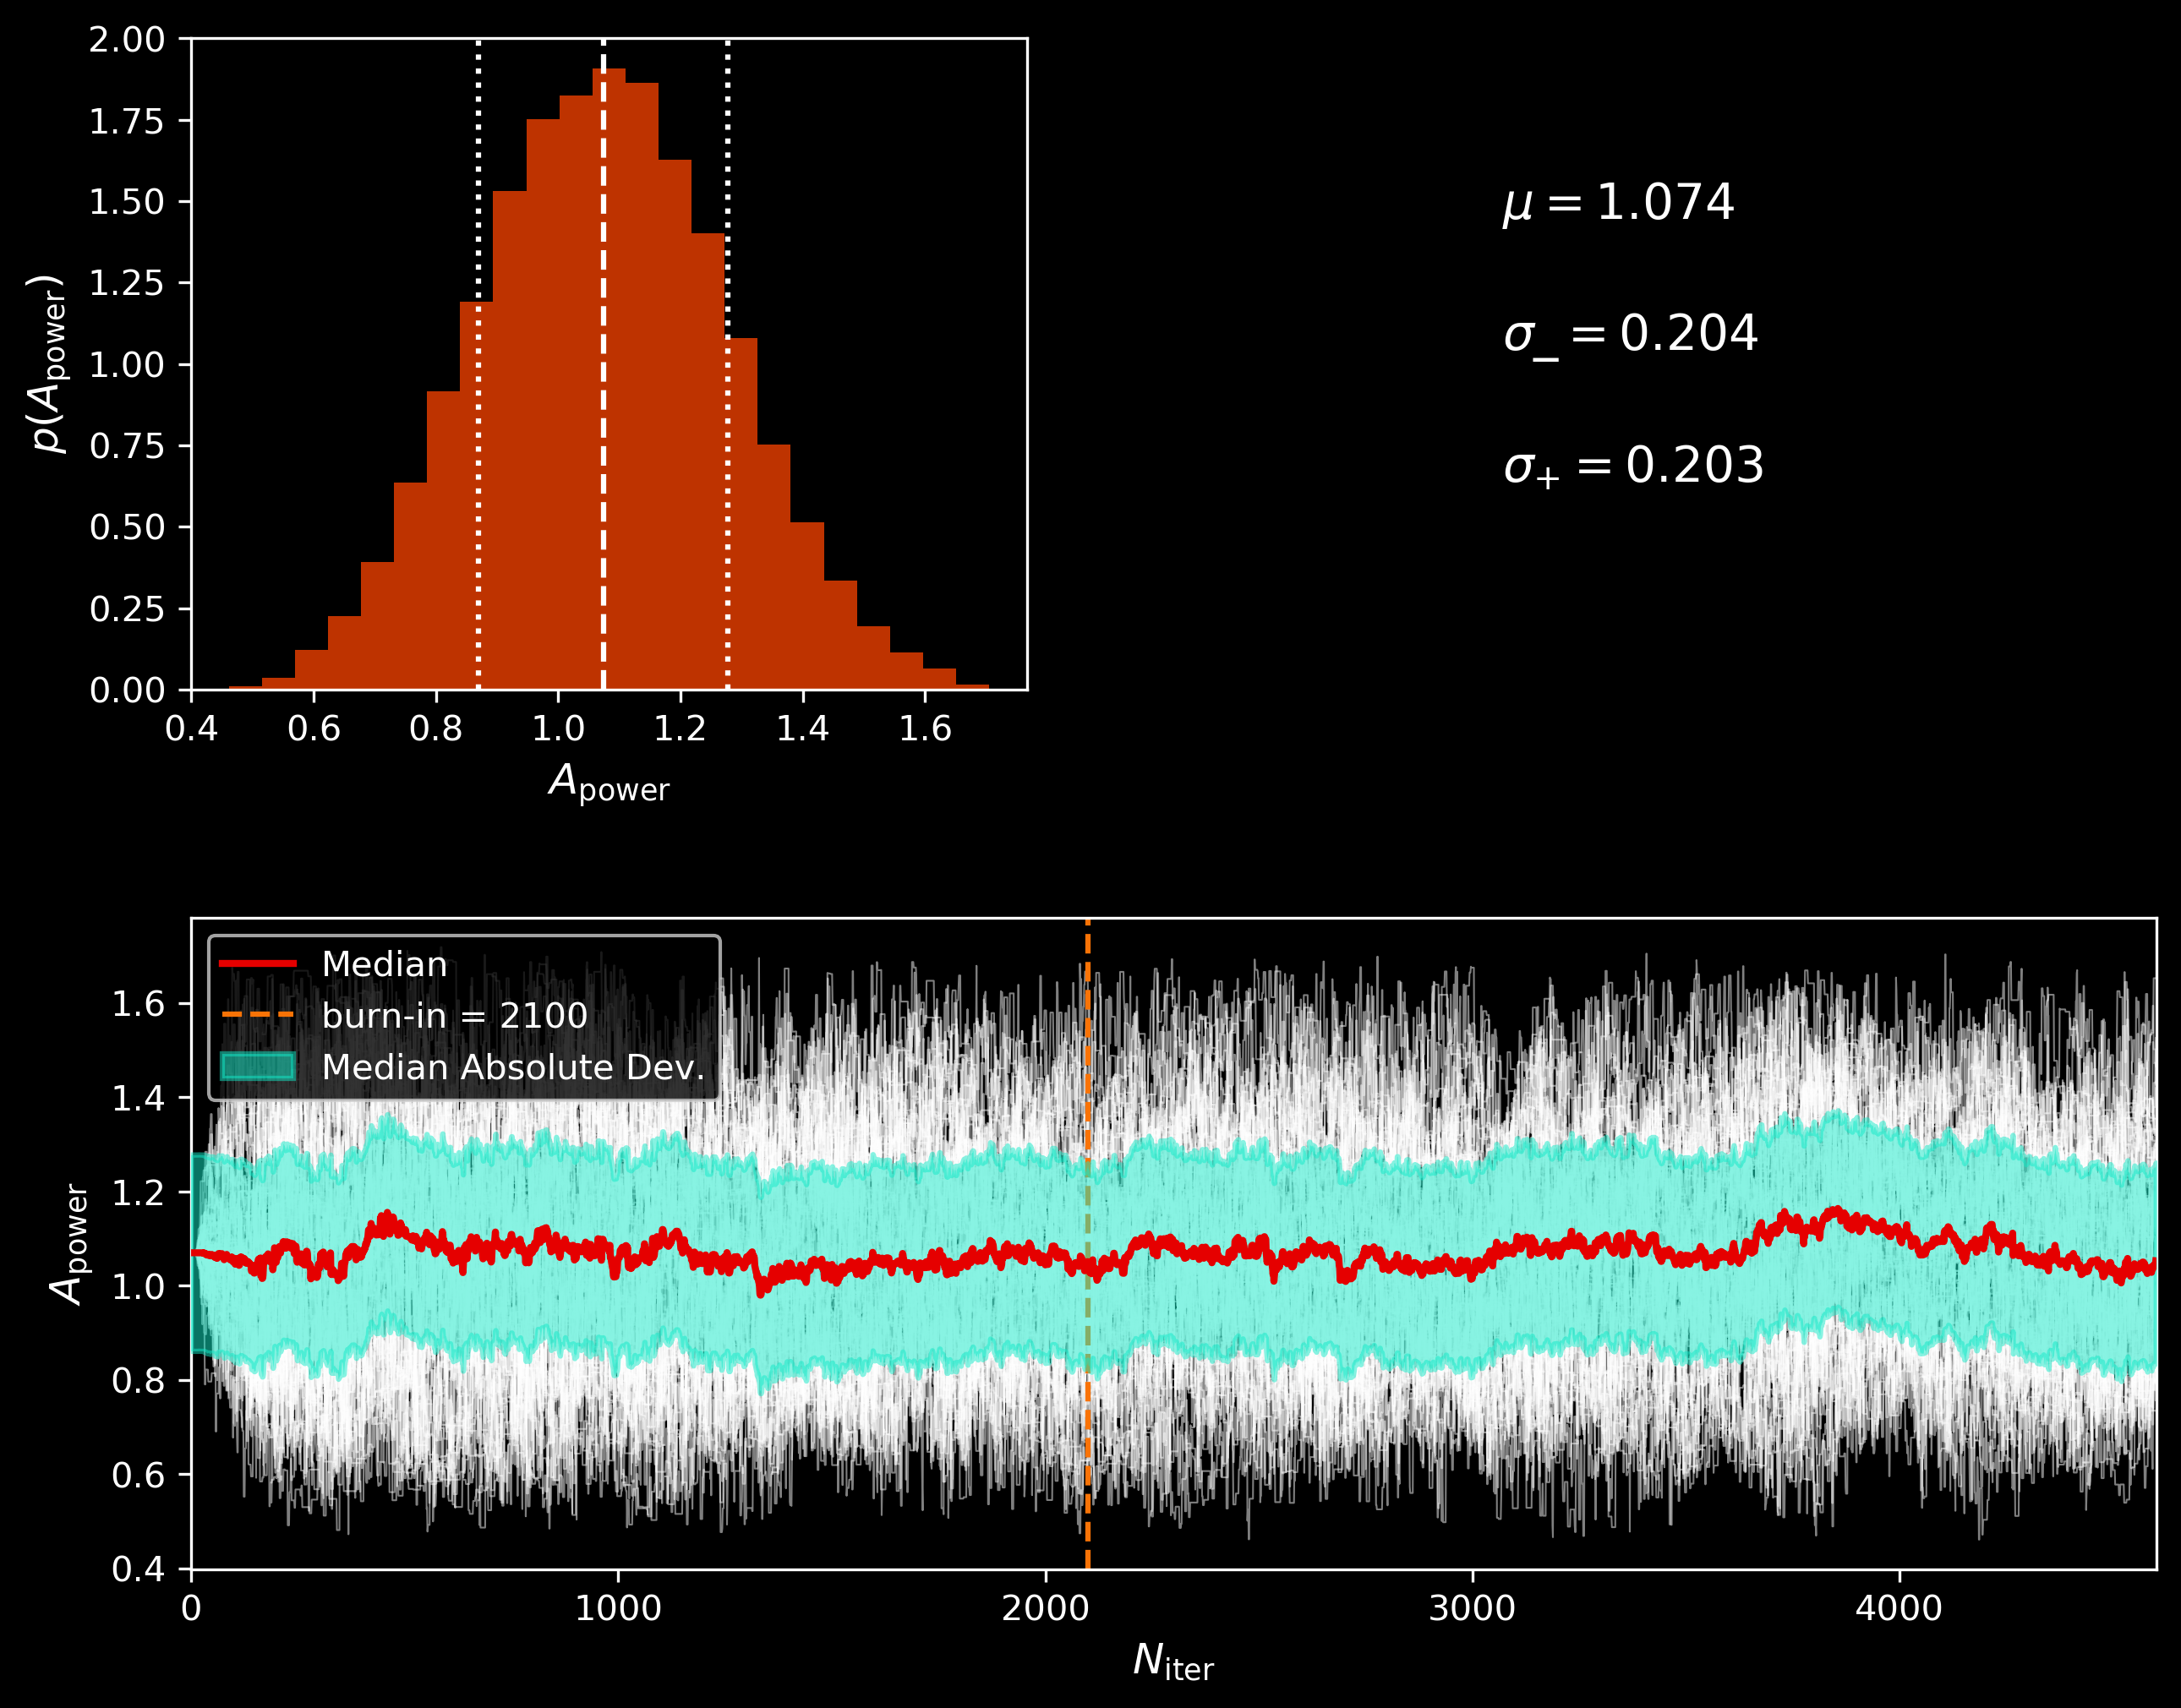 2.00
1.75
1.50
1.25
1.00
0.75
0.50
0.25
0.00
p(A_power)
0.4 0.6 0.8 1.0 1.2 1.4 1.6
A_power
μ = 1.074
σ_− = 0.204
σ_+ = 0.203
Median
burn-in = 2100
Median Absolute Dev.
1.6
1.4
1.2
1.0
0.8
0.6
0.4
A_power
0 1000 2000 3000 4000
N_iter